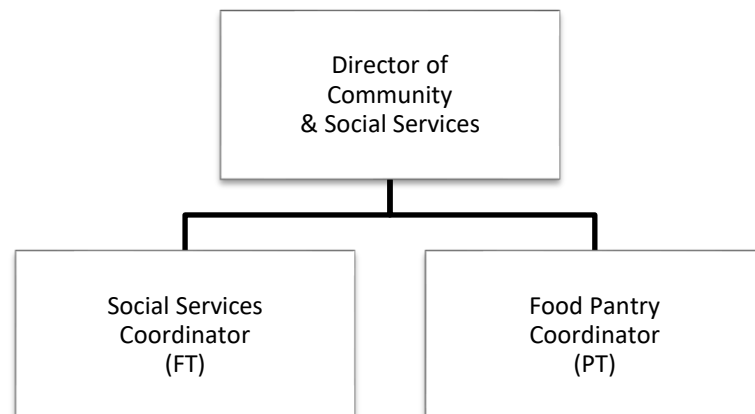 Director of
Community
& Social Services
Social Services
Coordinator
(FT)
Food Pantry
Coordinator
(PT)